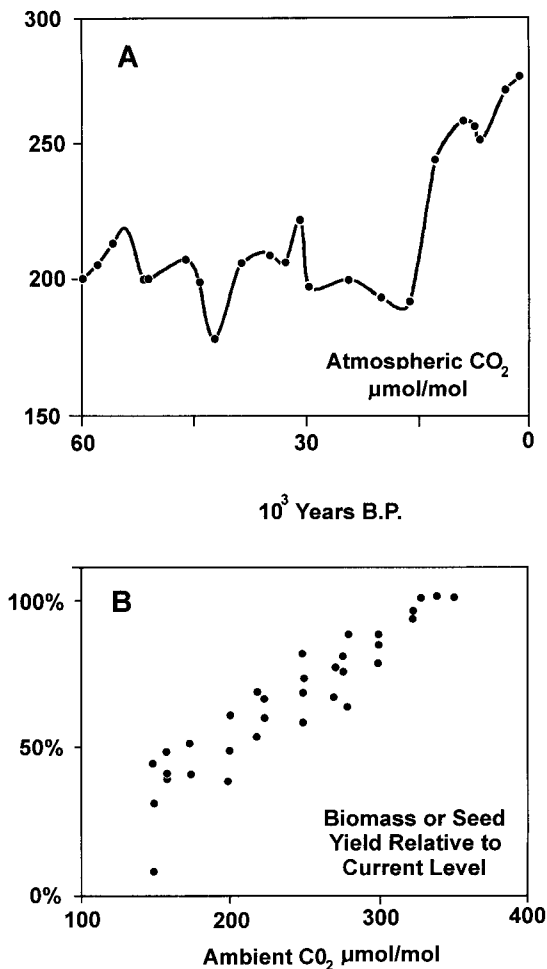 300
A
250
200
Atmospheric CO2
μmol/mol
150
60
30
0
10³ Years B.P.
B
100%
50%
Biomass or Seed
Yield Relative to
Current Level
0%
100
200
300
400
Ambient C02 μmol/mol